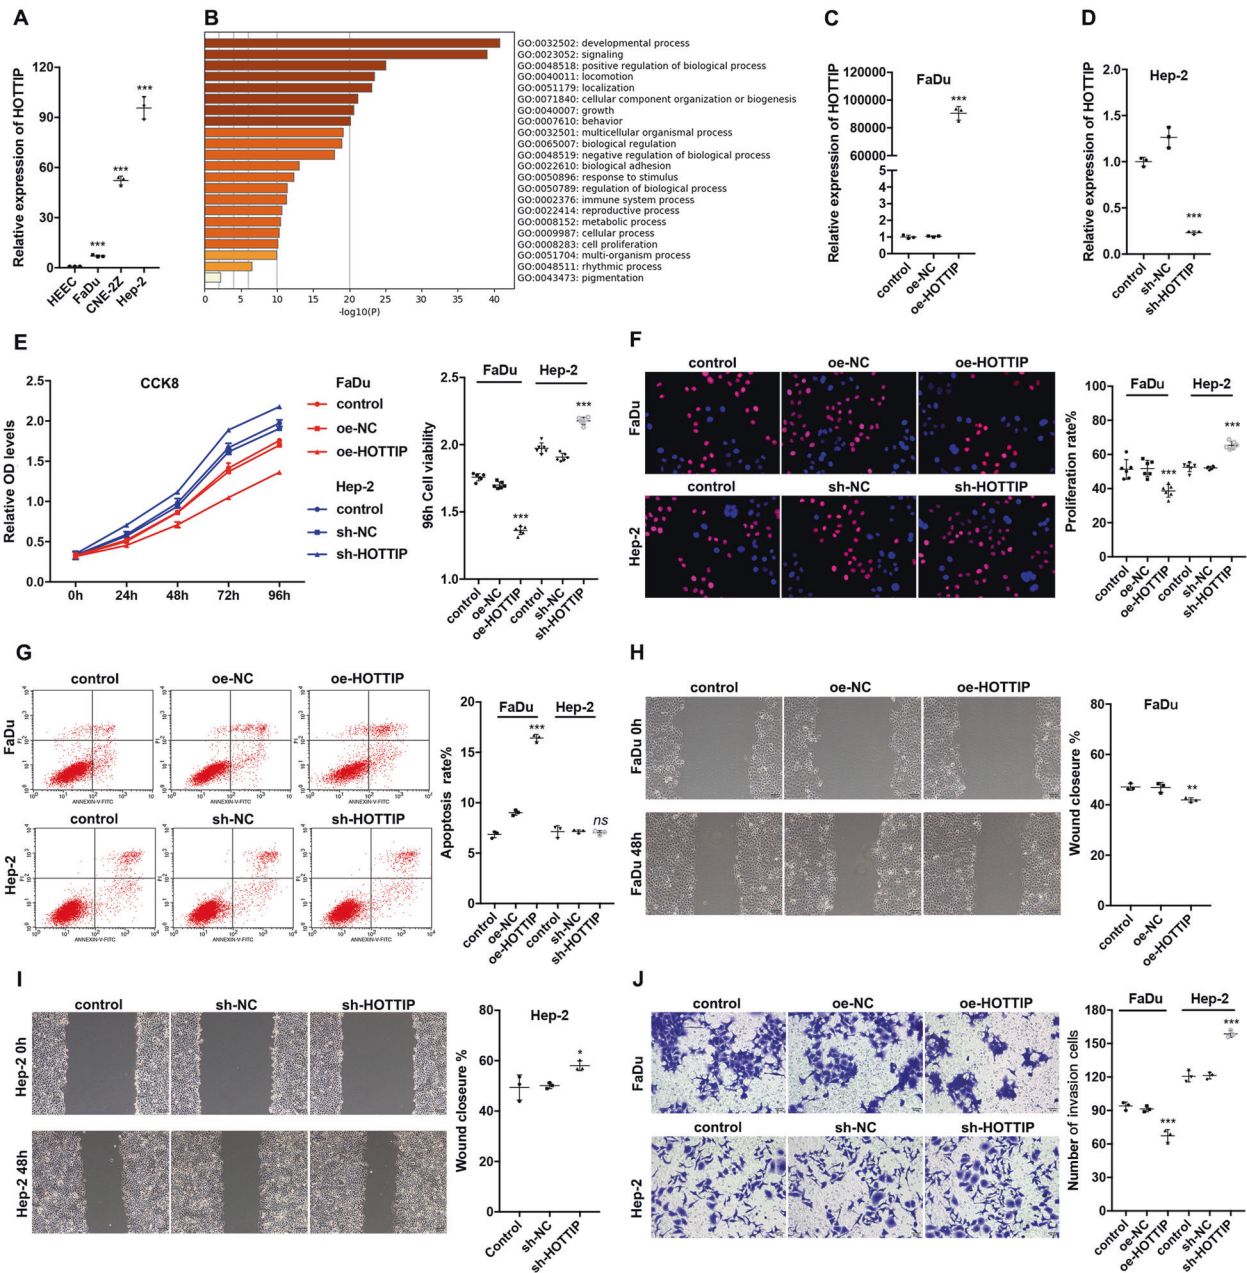 A
Relative expression of HOTTIP
120
90
60
30
0
***
***
***
HEEC
FaDu
CNE-2Z
Hep-2
B
GO:0032502: developmental process
GO:0023052: signaling
GO:0048518: positive regulation of biological process
GO:0040011: locomotion
GO:0051179: localization
GO:0071840: cellular component organization or biogenesis
GO:0040007: growth
GO:0007610: behavior
GO:0032501: multicellular organismal process
GO:0065007: biological regulation
GO:0048519: negative regulation of biological process
GO:0022610: biological adhesion
GO:0050896: response to stimulus
GO:0050789: regulation of biological process
GO:0002376: immune system process
GO:0022414: reproductive process
GO:0008152: metabolic process
GO:0009987: cellular process
GO:0008283: cell proliferation
GO:0051704: multi-organism process
GO:0048511: rhythmic process
GO:0043473: pigmentation
0 5 10 15 20 25 30 35 40
-log10(P)
C
Relative expression of HOTTIP
FaDu
120000
100000
80000
60000
5
4
3
2
1
0
***
control
oe-NC
oe-HOTTIP
D
Relative expression of HOTTIP
Hep-2
2.0
1.5
1.0
0.5
0.0
***
control
sh-NC
sh-HOTTIP
E
CCK8
Relative OD levels
2.5
2.0
1.5
1.0
0.5
0.0
0h 24h 48h 72h 96h
FaDu
control
oe-NC
oe-HOTTIP
Hep-2
control
sh-NC
sh-HOTTIP
96h Cell viability
2.5
2.0
1.5
1.0
FaDu Hep-2
***
***
control
oe-NC
oe-HOTTIP
control
sh-NC
sh-HOTTIP
F
control oe-NC oe-HOTTIP
FaDu
control sh-NC sh-HOTTIP
Hep-2
Proliferation rate%
100
80
60
40
20
0
FaDu Hep-2
***
***
control
oe-NC
oe-HOTTIP
control
sh-NC
sh-HOTTIP
G
control oe-NC oe-HOTTIP
FaDu
ANNEXIN-V-FITC ANNEXIN-V-FITC ANNEXIN-V-FITC
control sh-NC sh-HOTTIP
Hep-2
ANNEXIN-V-FITC ANNEXIN-V-FITC ANNEXIN-V-FITC
Apoptosis rate%
20
15
10
5
0
FaDu Hep-2
***
ns
control
oe-NC
oe-HOTTIP
control
sh-NC
sh-HOTTIP
H
control oe-NC oe-HOTTIP
FaDu 0h
FaDu 48h
Wound closeure %
80
60
40
20
0
FaDu
**
control
oe-NC
oe-HOTTIP
I
control sh-NC sh-HOTTIP
Hep-2 0h
Hep-2 48h
Wound closeure %
80
60
40
20
0
Hep-2
*
Control
sh-NC
sh-HOTTIP
J
control oe-NC oe-HOTTIP
FaDu
control sh-NC sh-HOTTIP
Hep-2
Number of invasion cells
180
150
120
90
60
30
0
FaDu Hep-2
***
***
control
oe-NC
oe-HOTTIP
control
sh-NC
sh-HOTTIP